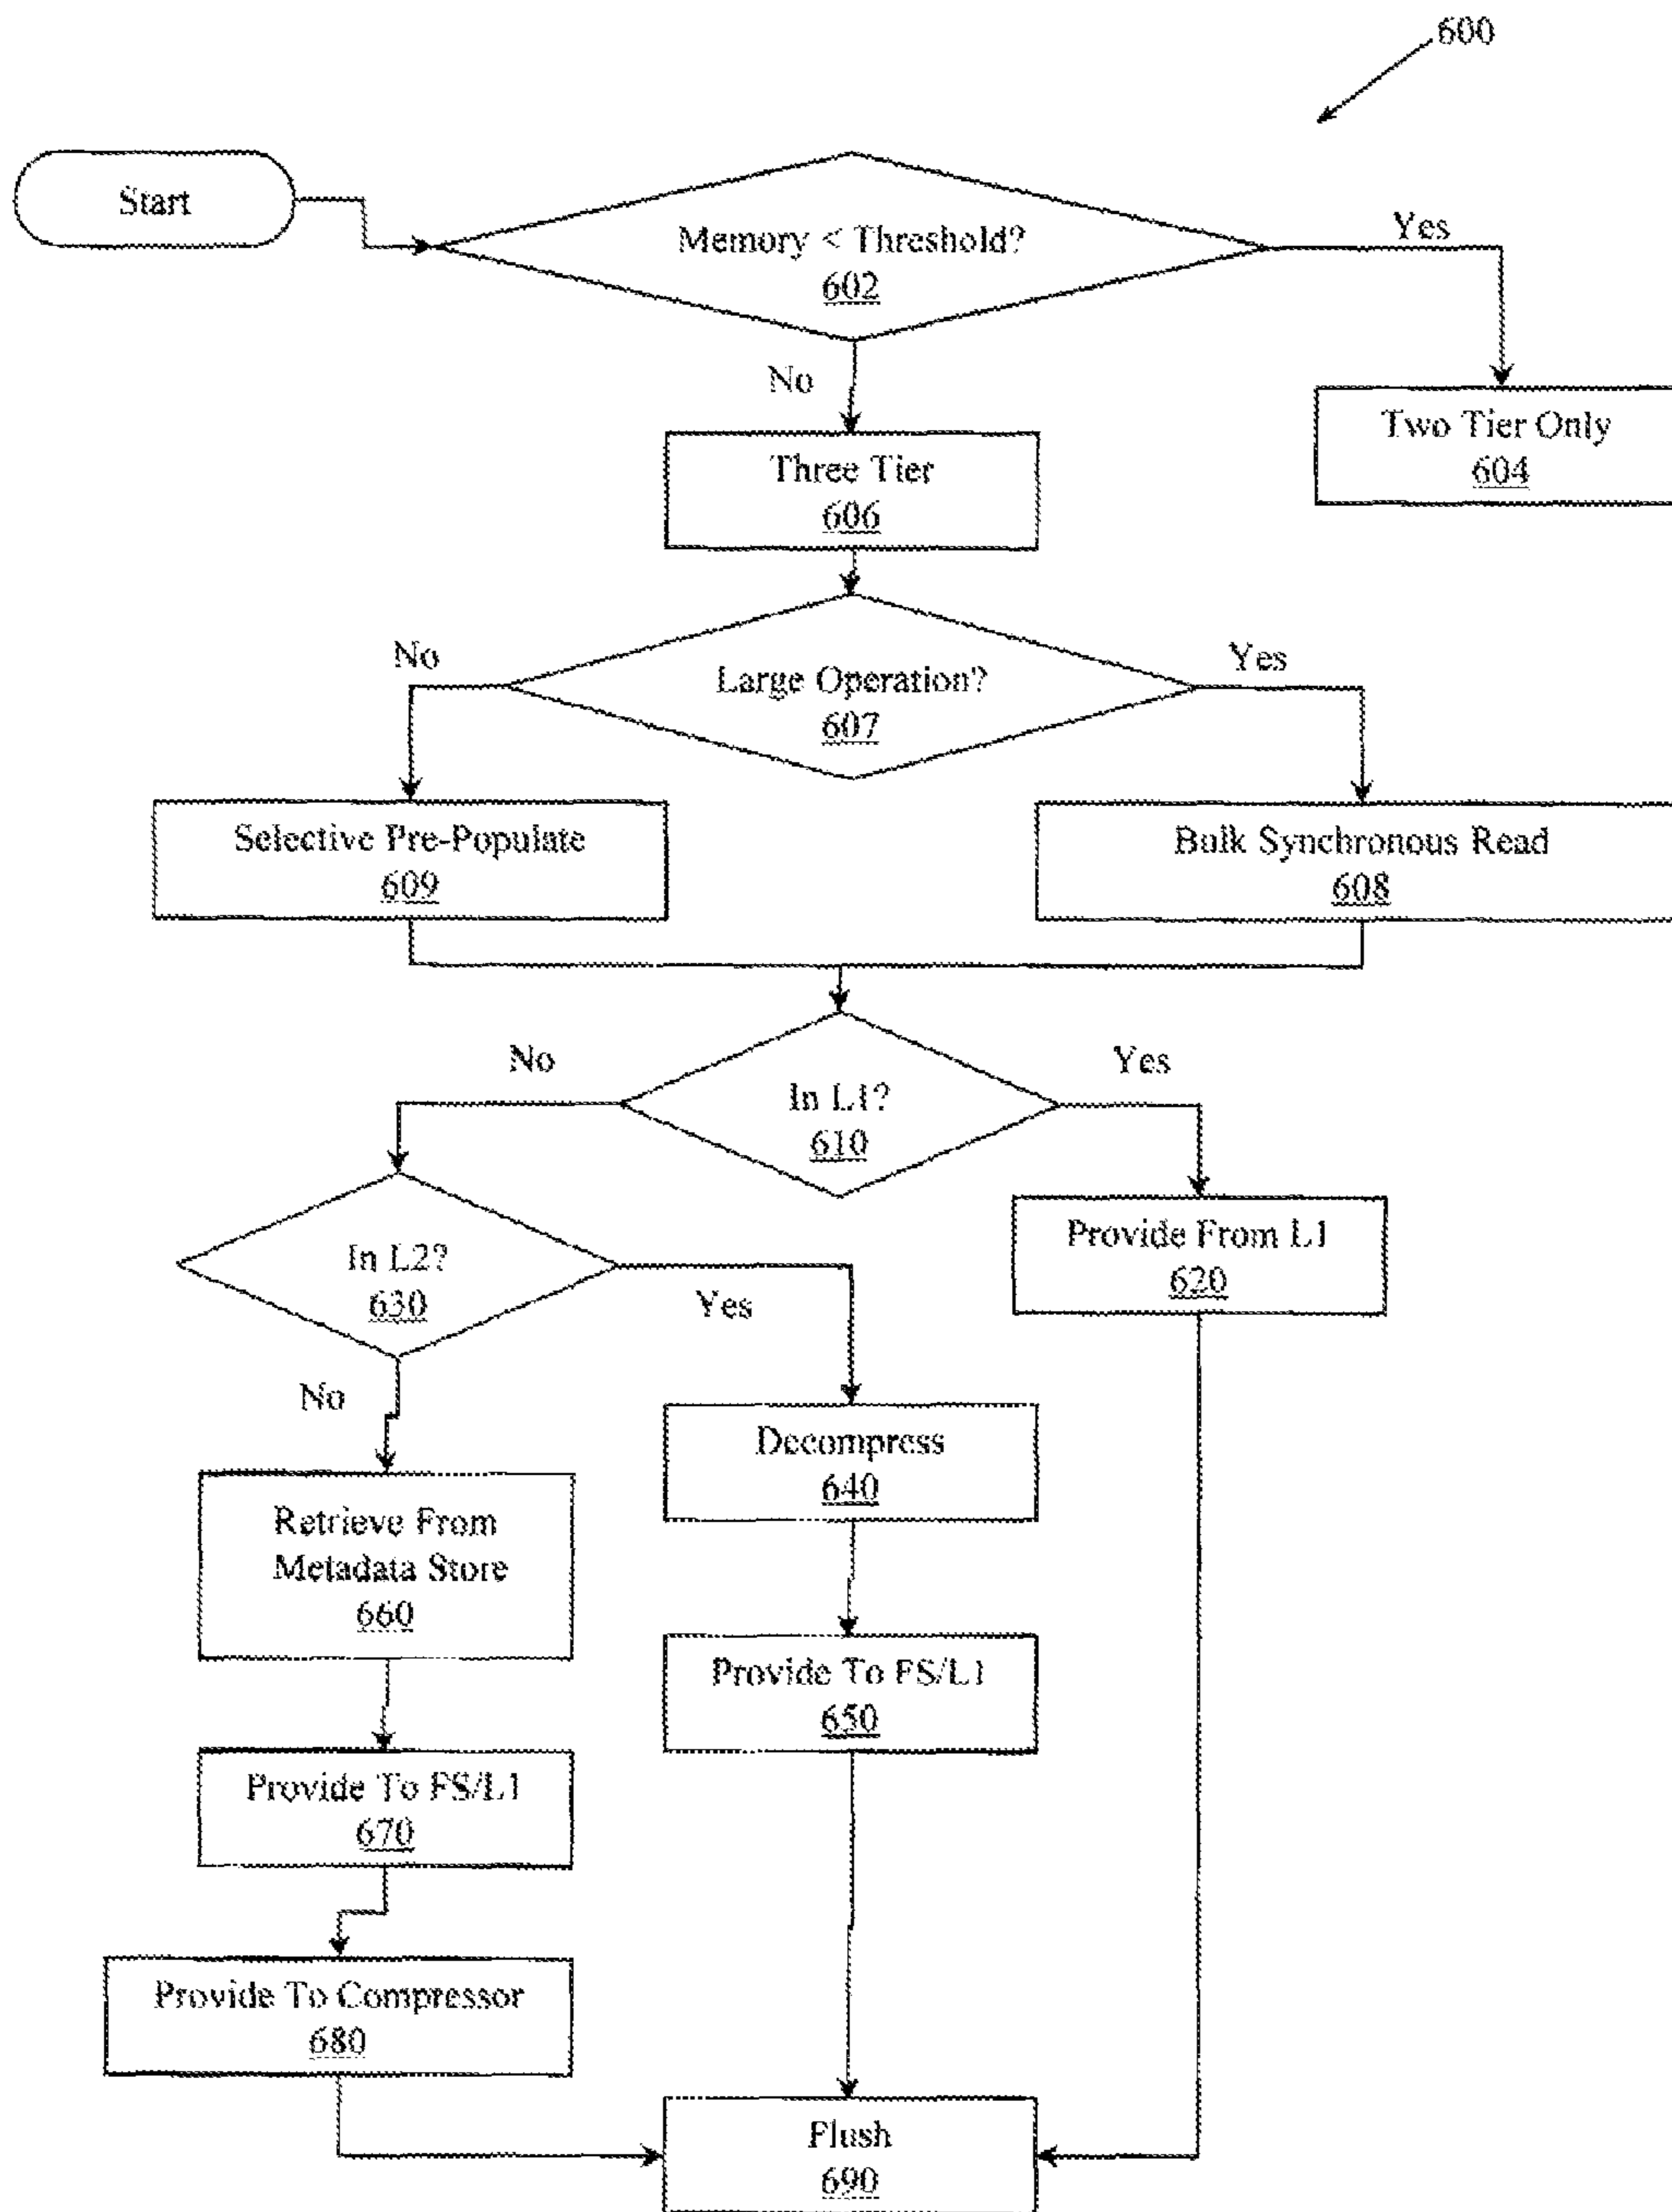 600
Start
Memory < Threshold?
602
Yes
No
Two Tier Only
604
Three Tier
606
No
Large Operation?
607
Yes
Selective Pre-Populate
609
Bulk Synchronous Read
608
No
In L1?
610
Yes
In L2?
630
Yes
Provide From L1
620
No
Decompress
640
Retrieve From
Metadata Store
660
Provide To FS/L1
650
Provide To FS/L1
670
Provide To Compressor
680
Flush
690